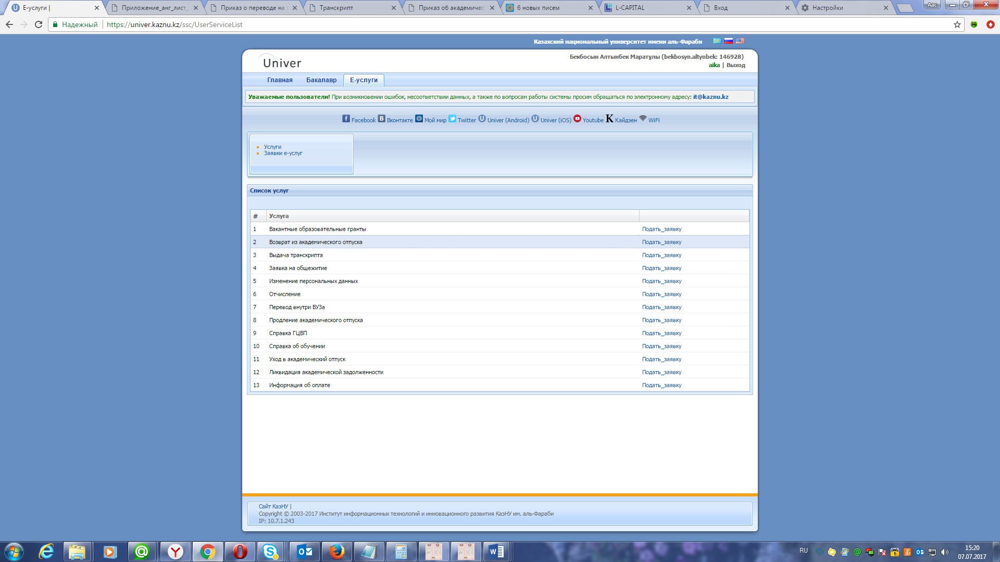 Е-услуги |
Приложение_анг_лист_
Приказ о переводе на
Транскрипт
Приказ об академичес
6 новых писем
L-CAPITAL
Вход
Настройки
Aac
Надежный
https://univer.kaznu.kz/ssc/UserServiceList
Казахский национальный университет имени аль-Фараби
Univer
Бекбосын Алтынбек Маратұлы (bekbosyn.altynbek: 146928)
aika | Выход
Главная Бакалавр Е-услуги
Уважаемые пользователи! При возникновении ошибок, несоответствии данных, а также по вопросам работы системы просим обращаться по электронному адресу: it@kaznu.kz
Facebook Вконтакте Мой мир Twitter Univer (Android) Univer (iOS) Youtube K Кайдзен WiFi
Услуги
Заявки е-услуг
Список услуг
# Услуга
1 Вакантные образовательные гранты Подать_заявку
2 Возврат из академического отпуска Подать_заявку
3 Выдача транскрипта Подать_заявку
4 Заявка на общежитие Подать_заявку
5 Изменение персональных данных Подать_заявку
6 Отчисление Подать_заявку
7 Перевод внутри ВУЗа Подать_заявку
8 Продление академического отпуска Подать_заявку
9 Справка ГЦВП Подать_заявку
10 Справка об обучении Подать_заявку
11 Уход в академический отпуск Подать_заявку
12 Ликвидация академической задолженности Подать_заявку
13 Информация об оплате Подать_заявку
Сайт КазНУ |
Copyright © 2003-2017 Институт информационных технологий и инновационного развития КазНУ им. аль-Фараби
IP: 10.7.1.243
RU
15:20
07.07.2017